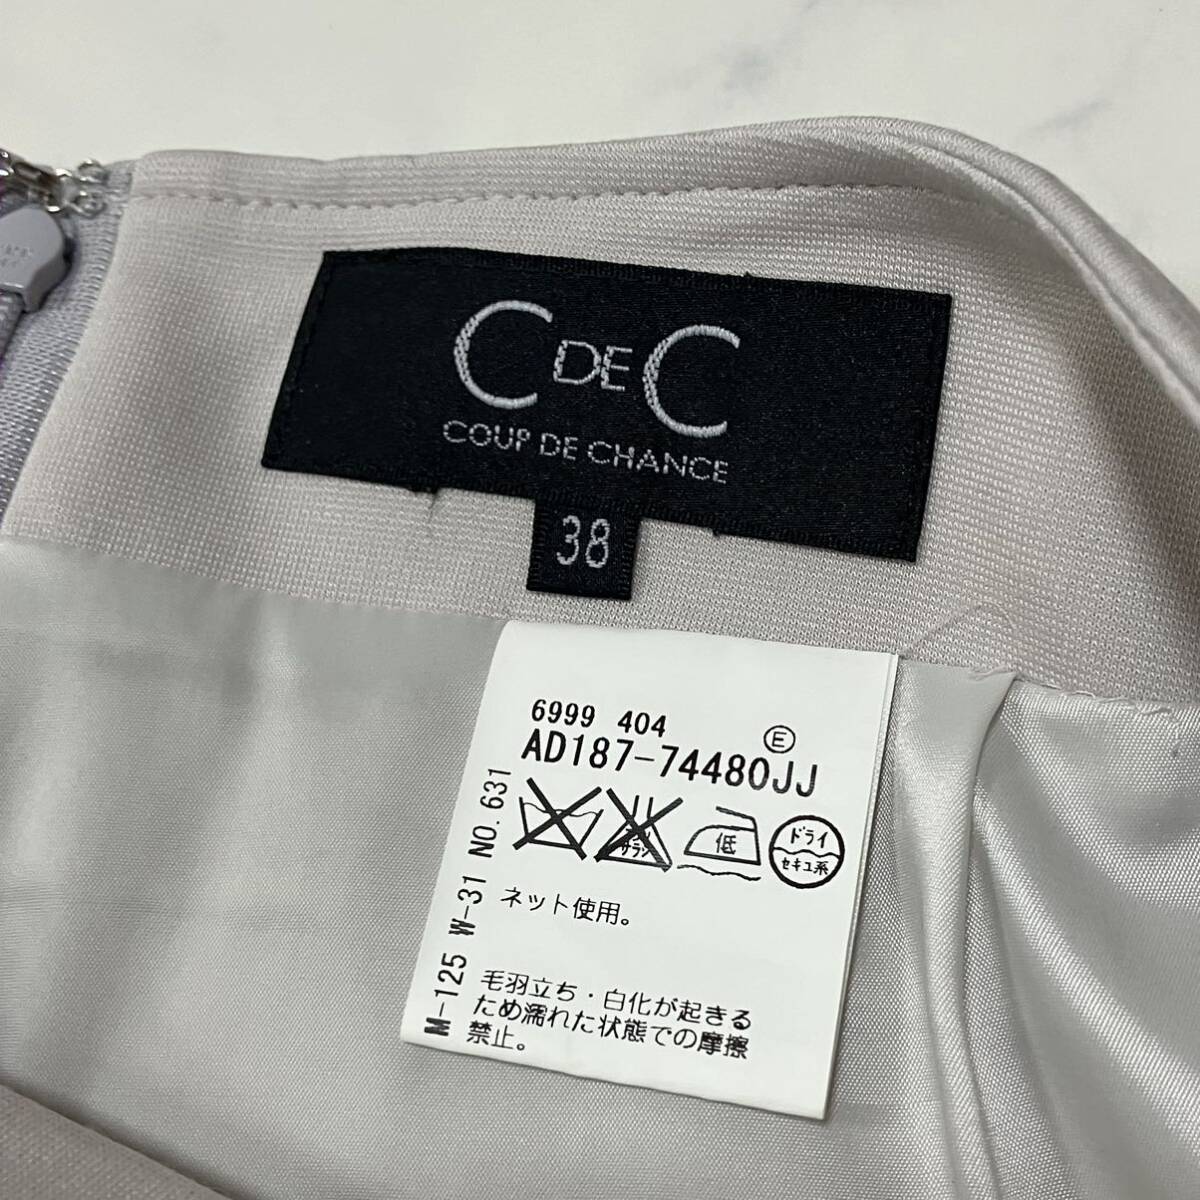 C DE C
COUP DE CHANCE
38
6999 404
Ⓔ
AD187-74480JJ
低
ドライ
セキユ系
ネット使用。
毛羽立ち・白化が起きる
ため濡れた状態での摩擦
禁止。
M-125 W-31 NO.631